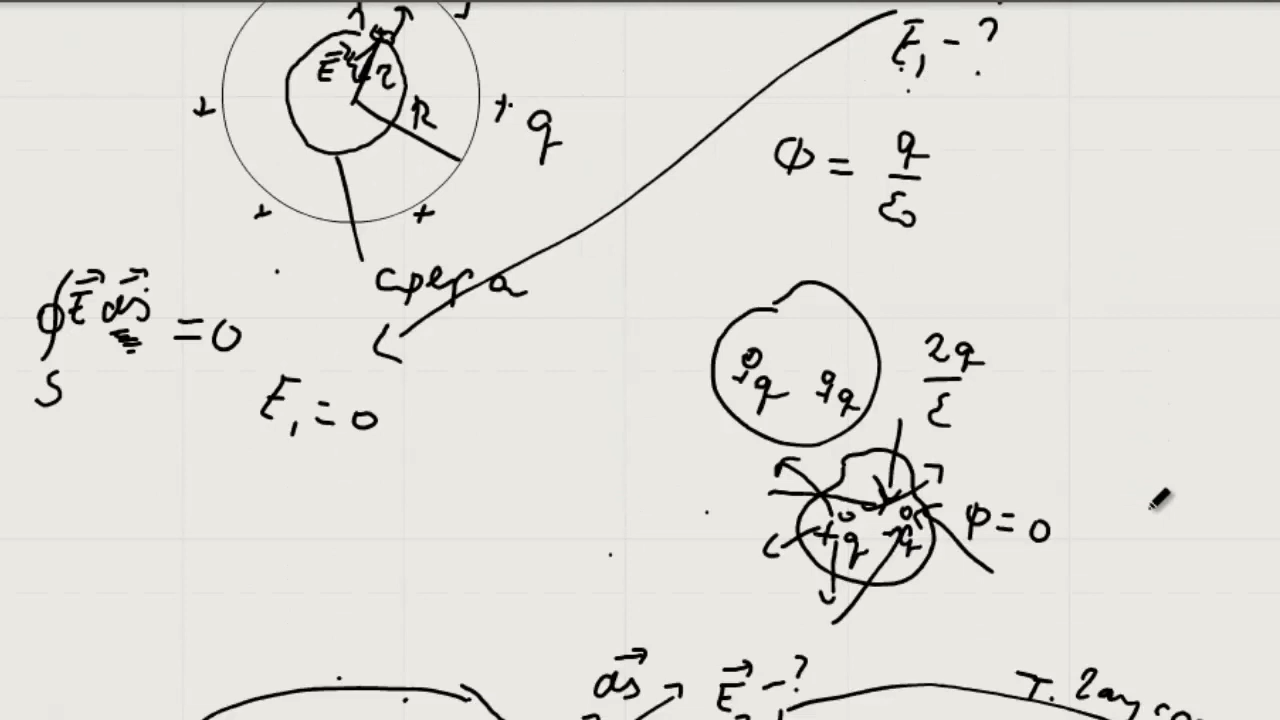 E⃗ r
R
+ + + + q
E₁ - ?
Φ = q/ε₀
сфера
∮E⃗ ds⃗ = 0
S
E₁ = 0
q q
2q/ε
+q -q
φ = 0
ds⃗ E⃗ - ?
Т. Гаусса